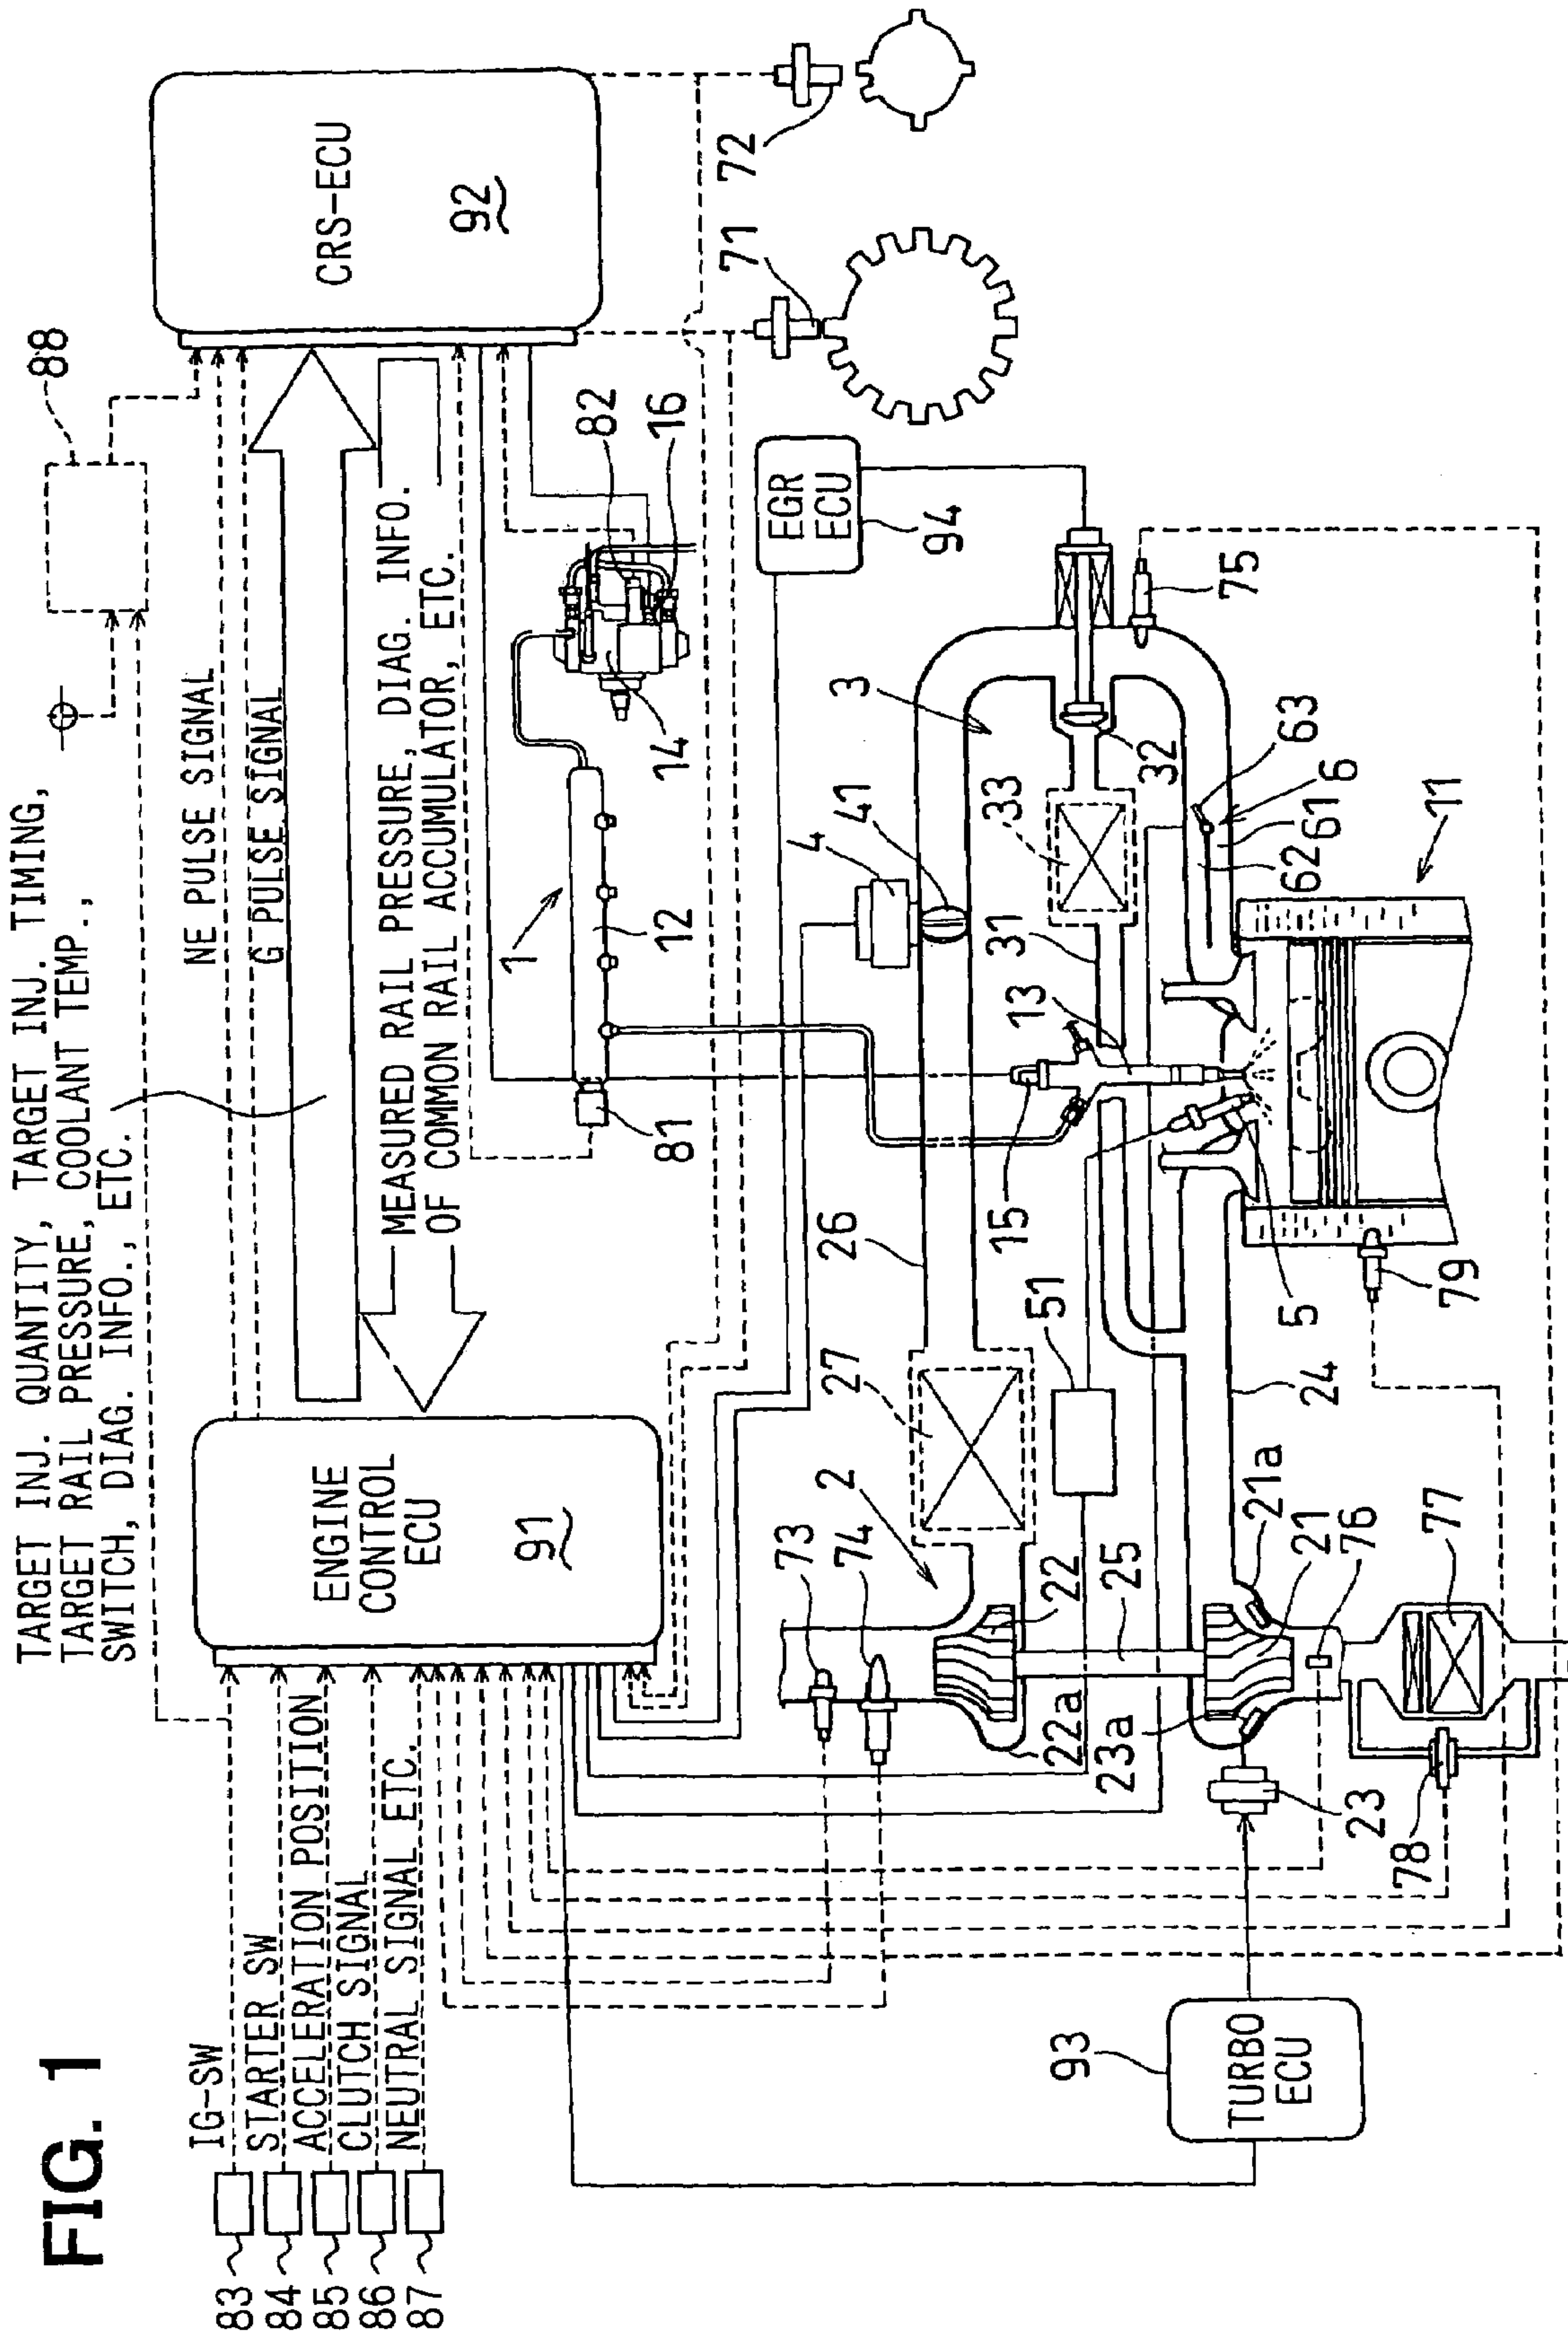 FIG. 1
TARGET INJ. QUANTITY, TARGET INJ. TIMING,
TARGET RAIL PRESSURE, COOLANT TEMP.,
SWITCH, DIAG. INFO., ETC.
88
NE PULSE SIGNAL
G PULSE SIGNAL
83
IG-SW
84
STARTER SW
85
ACCELERATION POSITION
86
CLUTCH SIGNAL
87
NEUTRAL SIGNAL ETC.
ENGINE
CONTROL
ECU
91
CRS-ECU
92
MEASURED RAIL PRESSURE, DIAG. INFO.
OF COMMON RAIL ACCUMULATOR, ETC.
1
12
14
82
16
81
72
71
EGR
ECU
94
4
41
3
26
27
2
73
74
22
22a
25
51
15
13
31
33
32
75
63
6
61
62
11
5
79
24
21a
21
76
77
23a
23
78
93
TURBO
ECU